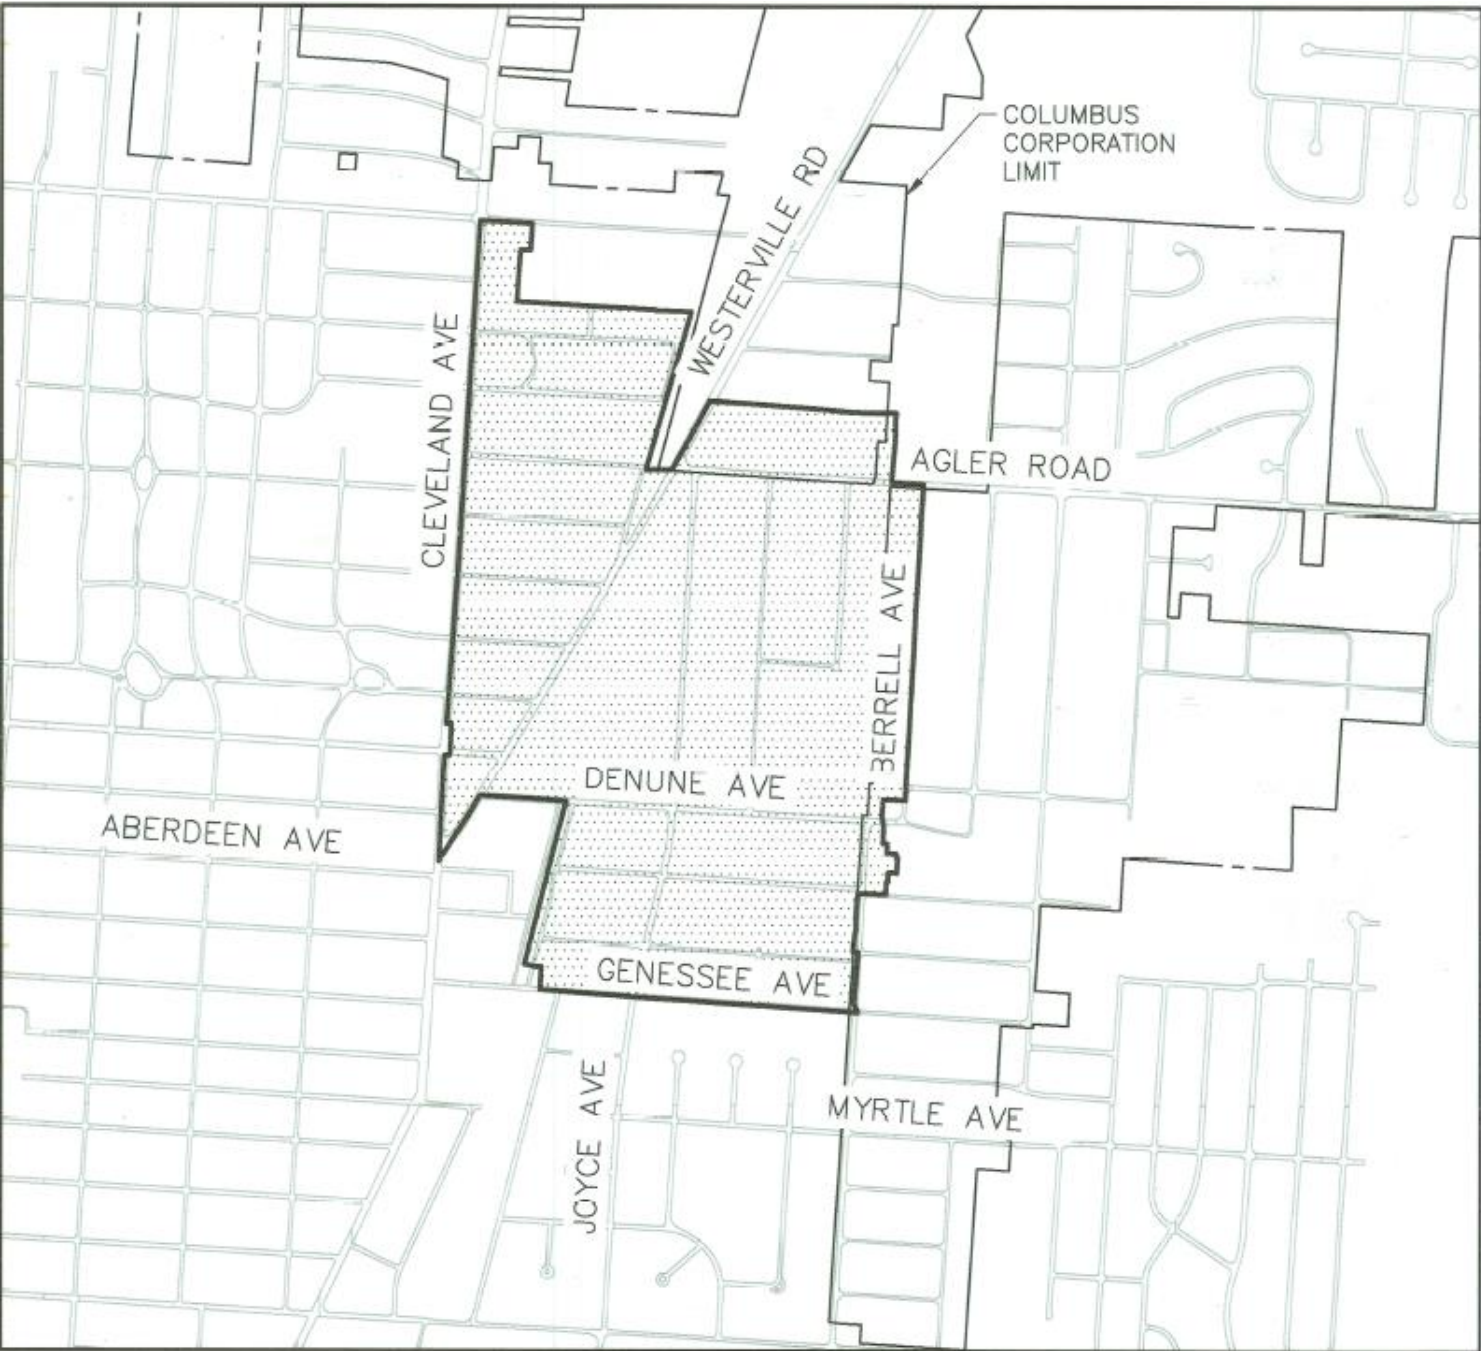 COLUMBUS
CORPORATION
LIMIT
WESTERVILLE RD
CLEVELAND AVE
AGLER ROAD
BERRELL AVE
DENUNE AVE
ABERDEEN AVE
GENESSEE AVE
JOYCE AVE
MYRTLE AVE